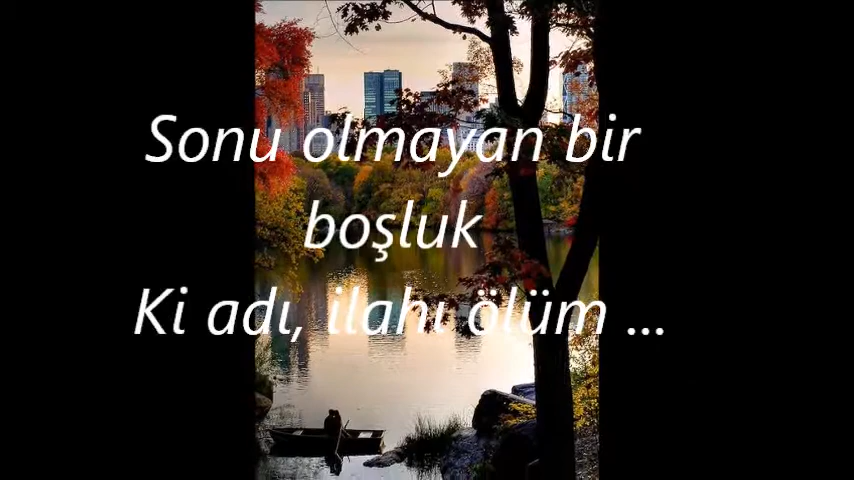 Sonu olmayan bir
boşluk
Ki adı, ilahı ölüm ...